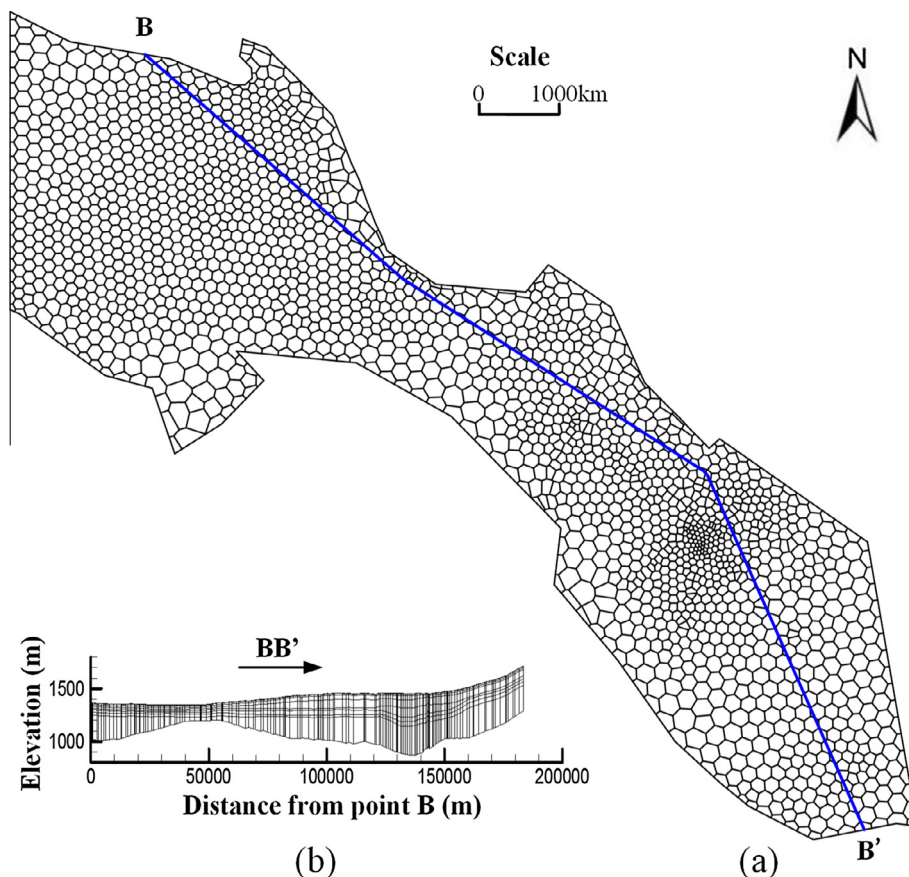 B
Scale
0 1000km
N
BB’
Elevation (m)
1500
1000
0 50000 100000 150000 200000
Distance from point B (m)
B’
(b) (a)